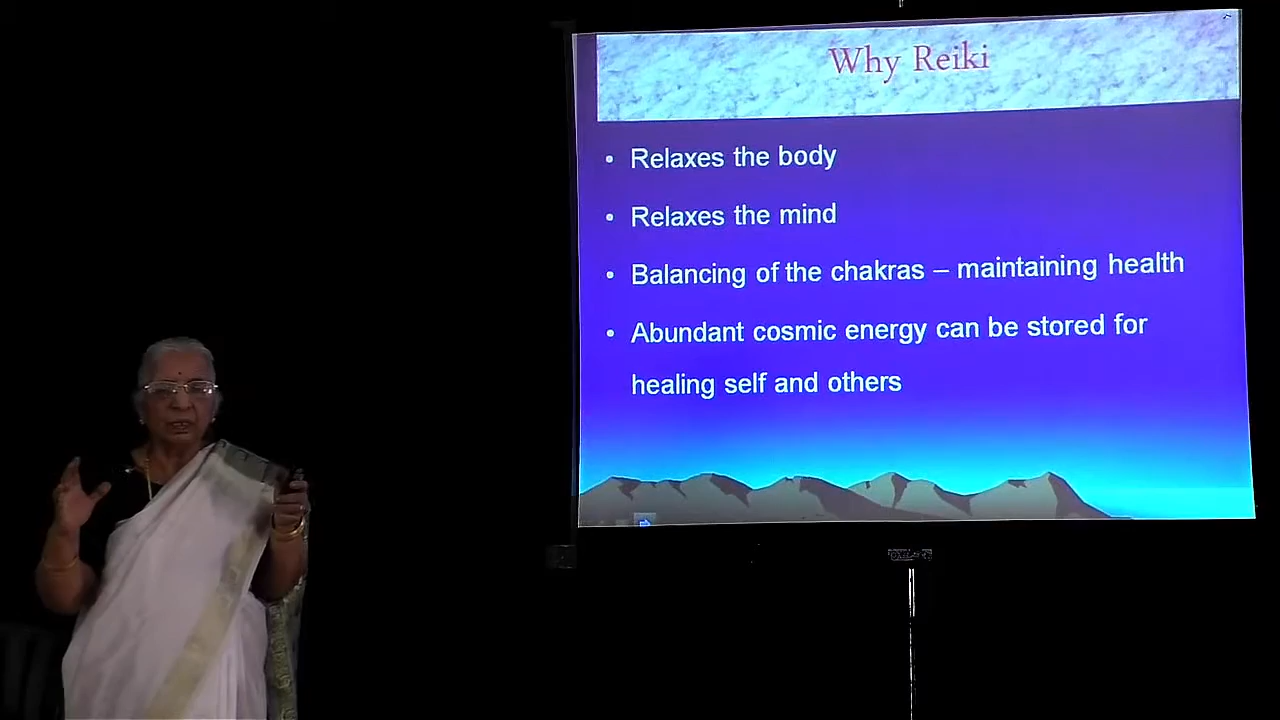 Why Reiki
• Relaxes the body
• Relaxes the mind
• Balancing of the chakras – maintaining health
• Abundant cosmic energy can be stored for
healing self and others